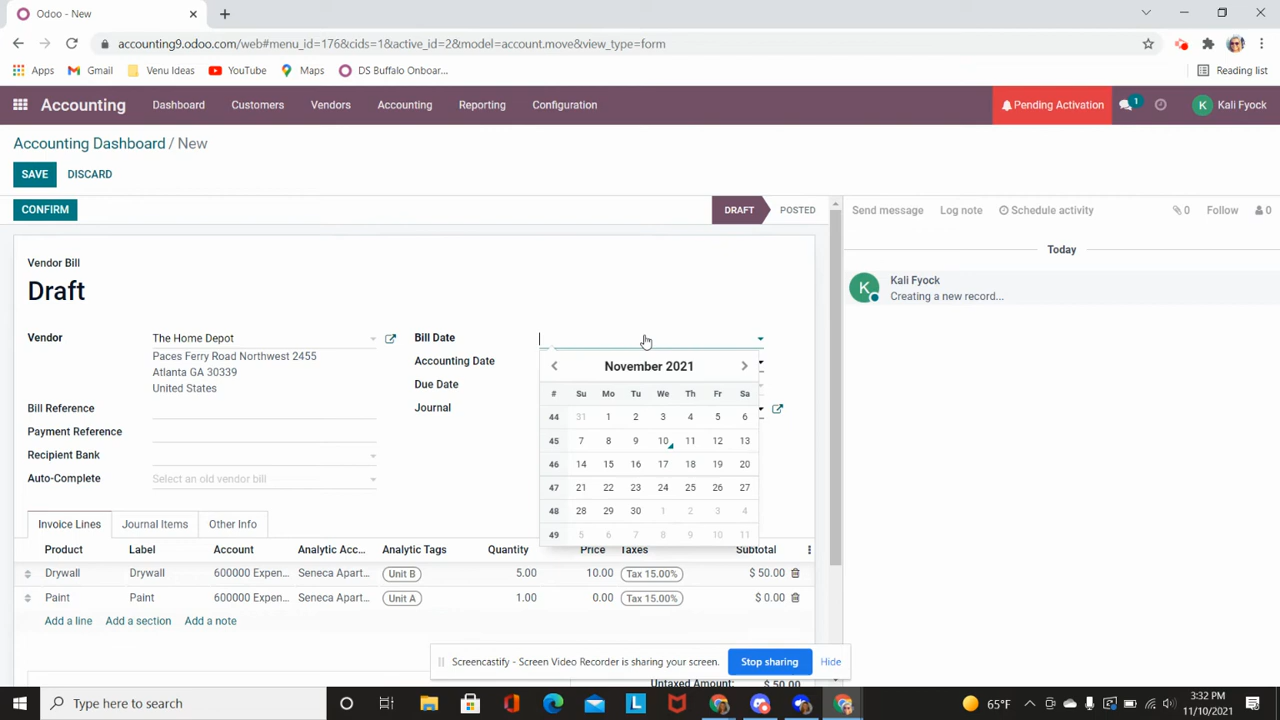 Odoo - New
accounting9.odoo.com/web#menu_id=176&cids=1&active_id=2&model=account.move&view_type=form
Apps Gmail Venu Ideas YouTube Maps DS Buffalo Onboar... Reading list
Accounting Dashboard Customers Vendors Accounting Reporting Configuration Pending Activation 1 K Kali Fyock
Accounting Dashboard / New
SAVE DISCARD
CONFIRM DRAFT POSTED Send message Log note Schedule activity 0 Follow 0
Today
Vendor Bill
Draft
K Kali Fyock
Creating a new record...
Vendor The Home Depot Bill Date
Paces Ferry Road Northwest 2455 Accounting Date
Atlanta GA 30339
United States Due Date
Bill Reference Journal
Payment Reference
Recipient Bank
Auto-Complete Select an old vendor bill
November 2021
# Su Mo Tu We Th Fr Sa
44 31 1 2 3 4 5 6
45 7 8 9 10 11 12 13
46 14 15 16 17 18 19 20
47 21 22 23 24 25 26 27
48 28 29 30 1 2 3 4
49 5 6 7 8 9 10 11
Invoice Lines Journal Items Other Info
Product Label Account Analytic Acc... Analytic Tags Quantity Price Taxes Subtotal
Drywall Drywall 600000 Expen... Seneca Apart... Unit B 5.00 10.00 Tax 15.00% $ 50.00
Paint Paint 600000 Expen... Seneca Apart... Unit A 1.00 0.00 Tax 15.00% $ 0.00
Add a line Add a section Add a note
Screencastify - Screen Video Recorder is sharing your screen. Stop sharing Hide
Untaxed Amount: $ 50.00
Type here to search L 65°F 3:32 PM
11/10/2021